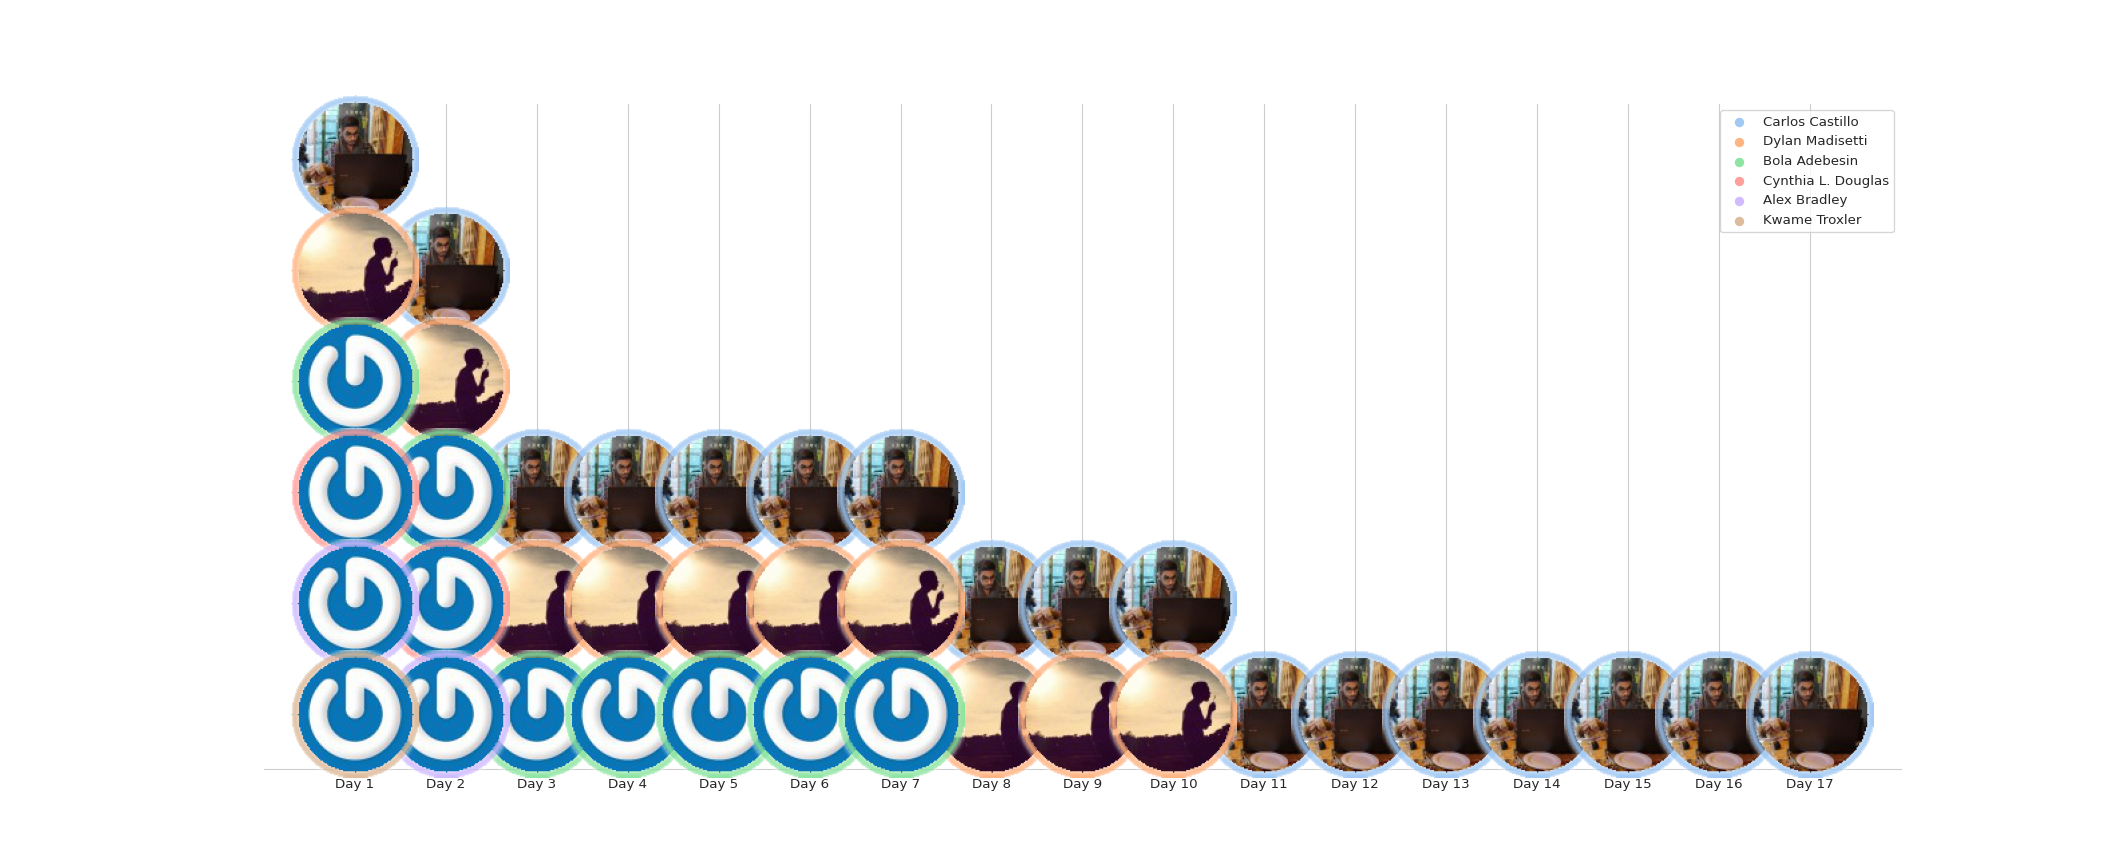 Carlos Castillo
Dylan Madisetti
Bola Adebesin
Cynthia L. Douglas
Alex Bradley
Kwame Troxler
Day 1 Day 2 Day 3 Day 4 Day 5 Day 6 Day 7 Day 8 Day 9 Day 10 Day 11 Day 12 Day 13 Day 14 Day 15 Day 16 Day 17